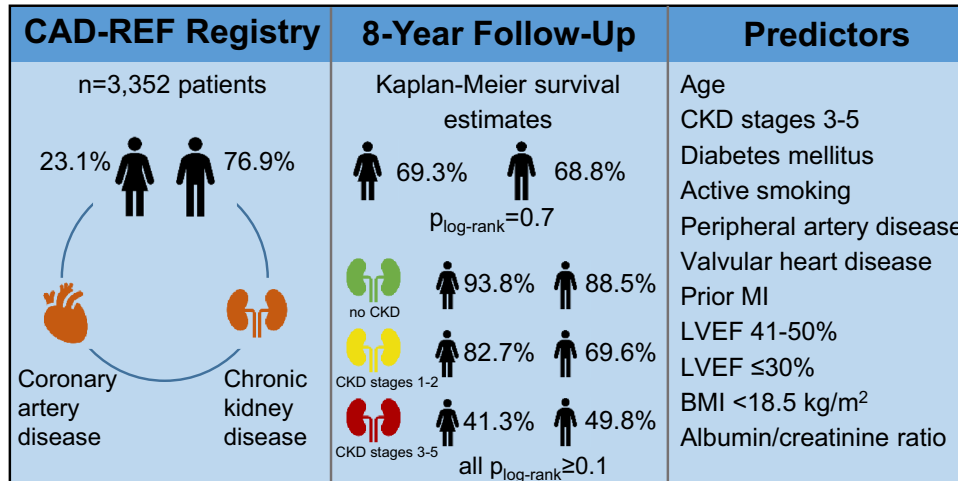 CAD-REF Registry
n=3,352 patients
23.1%
76.9%
Coronary
artery
disease
Chronic
kidney
disease
8-Year Follow-Up
Kaplan-Meier survival
estimates
69.3%
68.8%
p log-rank=0.7
no CKD
93.8%
88.5%
CKD stages 1-2
82.7%
69.6%
CKD stages 3-5
41.3%
49.8%
all p log-rank≥0.1
Predictors
Age
CKD stages 3-5
Diabetes mellitus
Active smoking
Peripheral artery disease
Valvular heart disease
Prior MI
LVEF 41-50%
LVEF ≤30%
BMI <18.5 kg/m²
Albumin/creatinine ratio